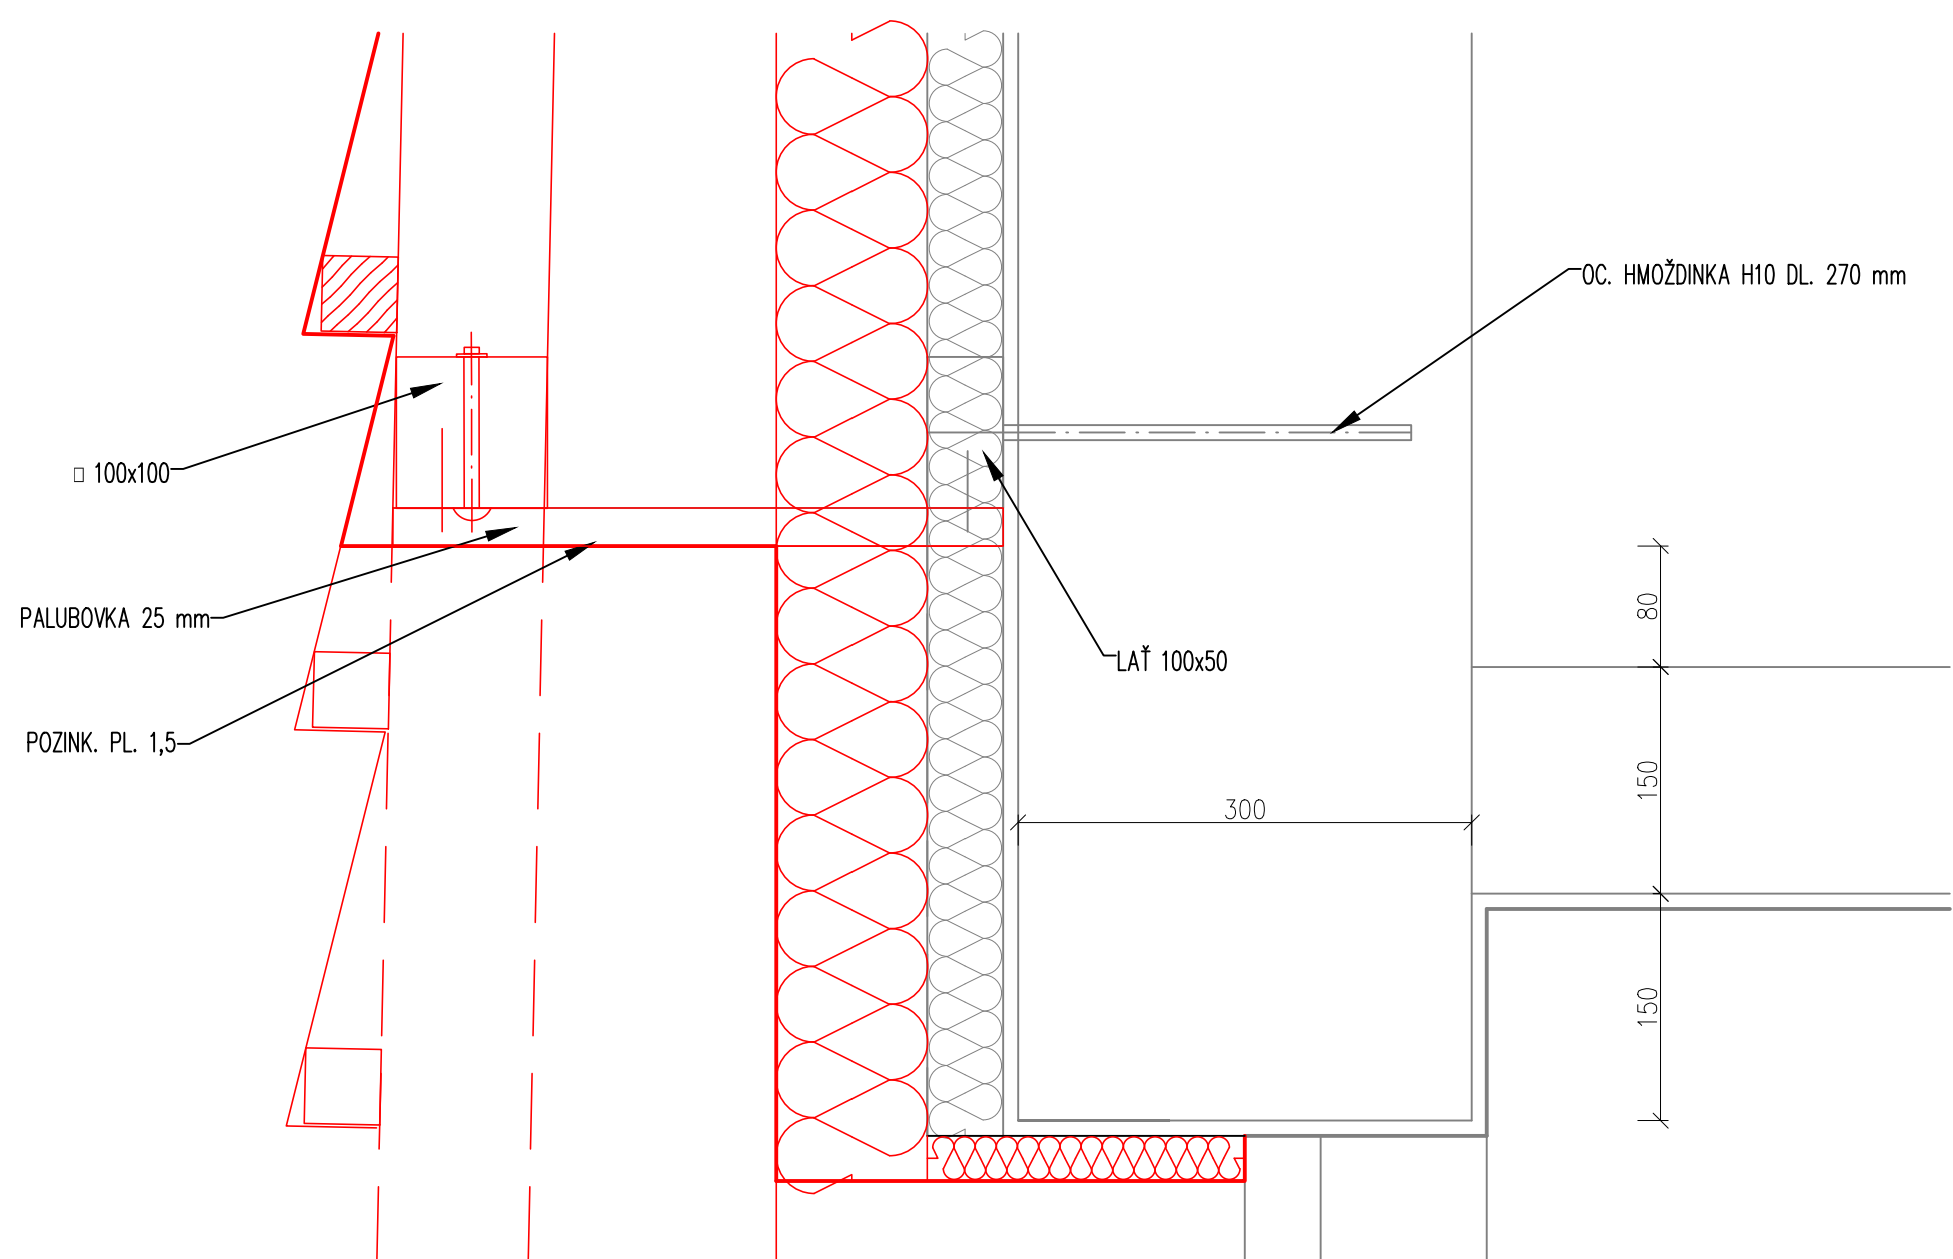 OC. HMOŽDINKA H10 DL. 270 mm
□ 100x100
PALUBOVKA 25 mm
LAŤ 100x50
POZINK. PL. 1,5
80
150
300
150